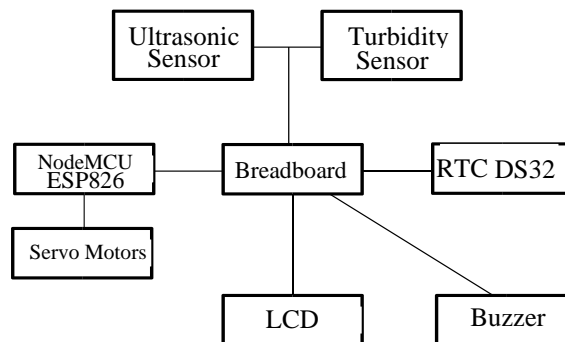 Ultrasonic
Sensor
Turbidity
Sensor
NodeMCU
ESP826
Breadboard
RTC DS32
Servo Motors
LCD
Buzzer